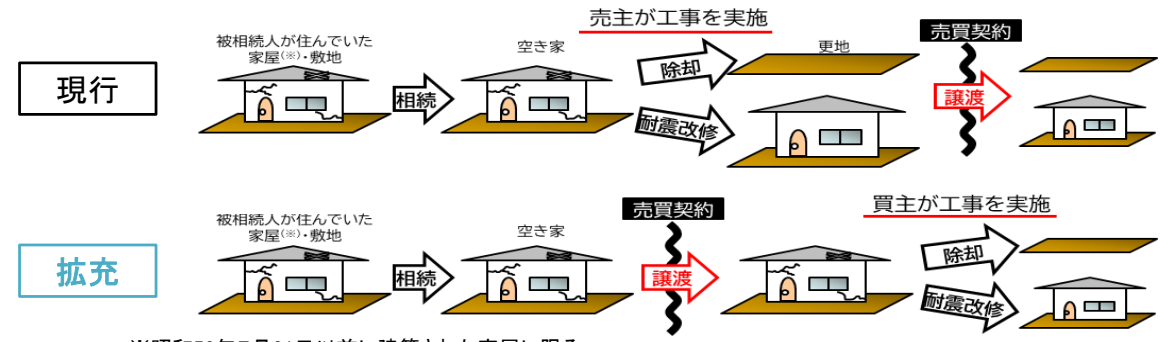 売主が工事を実施
現行
被相続人が住んでいた
家屋(※)・敷地
相続
空き家
除却
耐震改修
更地
売買契約
譲渡
買主が工事を実施
拡充
被相続人が住んでいた
家屋(※)・敷地
相続
空き家
売買契約
譲渡
除却
耐震改修